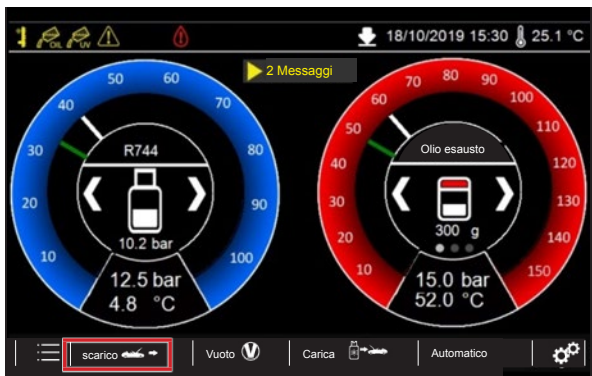 OIL UV 18/10/2019 15:30 25.1 °C
2 Messaggi
10 20 30 40 50 60 70 80 90 100
R744
10.2 bar
12.5 bar
4.8 °C
10 20 30 40 50 60 70 80 90 100 110 120 130 140 150
Olio esausto
300 g
15.0 bar
52.0 °C
scarico Vuoto V Carica Automatico